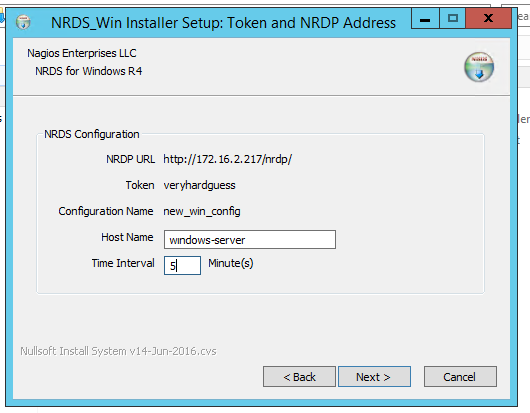 NRDS_Win Installer Setup: Token and NRDP Address
Nagios Enterprises LLC
NRDS for Windows R4
NRDS Configuration
NRDP URL http://172.16.2.217/nrdp/
Token veryhardguess
Configuration Name new_win_config
Host Name windows-server
Time Interval 5 Minute(s)
Nullsoft Install System v14-Jun-2016.cvs
< Back Next > Cancel